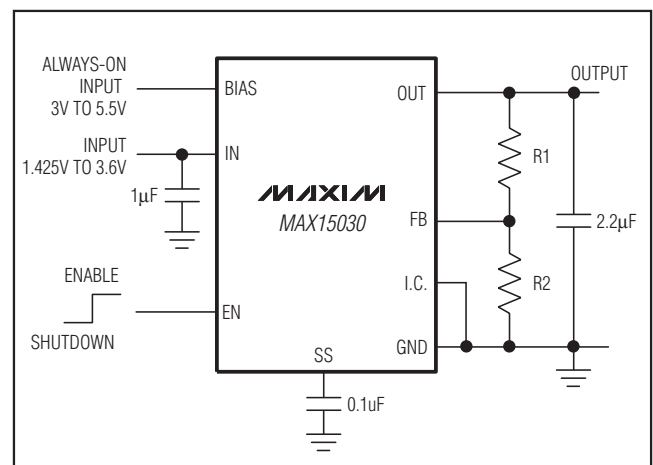 ALWAYS-ON
INPUT
3V TO 5.5V
BIAS
OUT
OUTPUT
INPUT
1.425V TO 3.6V
IN
R1
1µF
MAXIM
MAX15030
FB
2.2µF
ENABLE
I.C.
R2
EN
SHUTDOWN
GND
SS
0.1uF